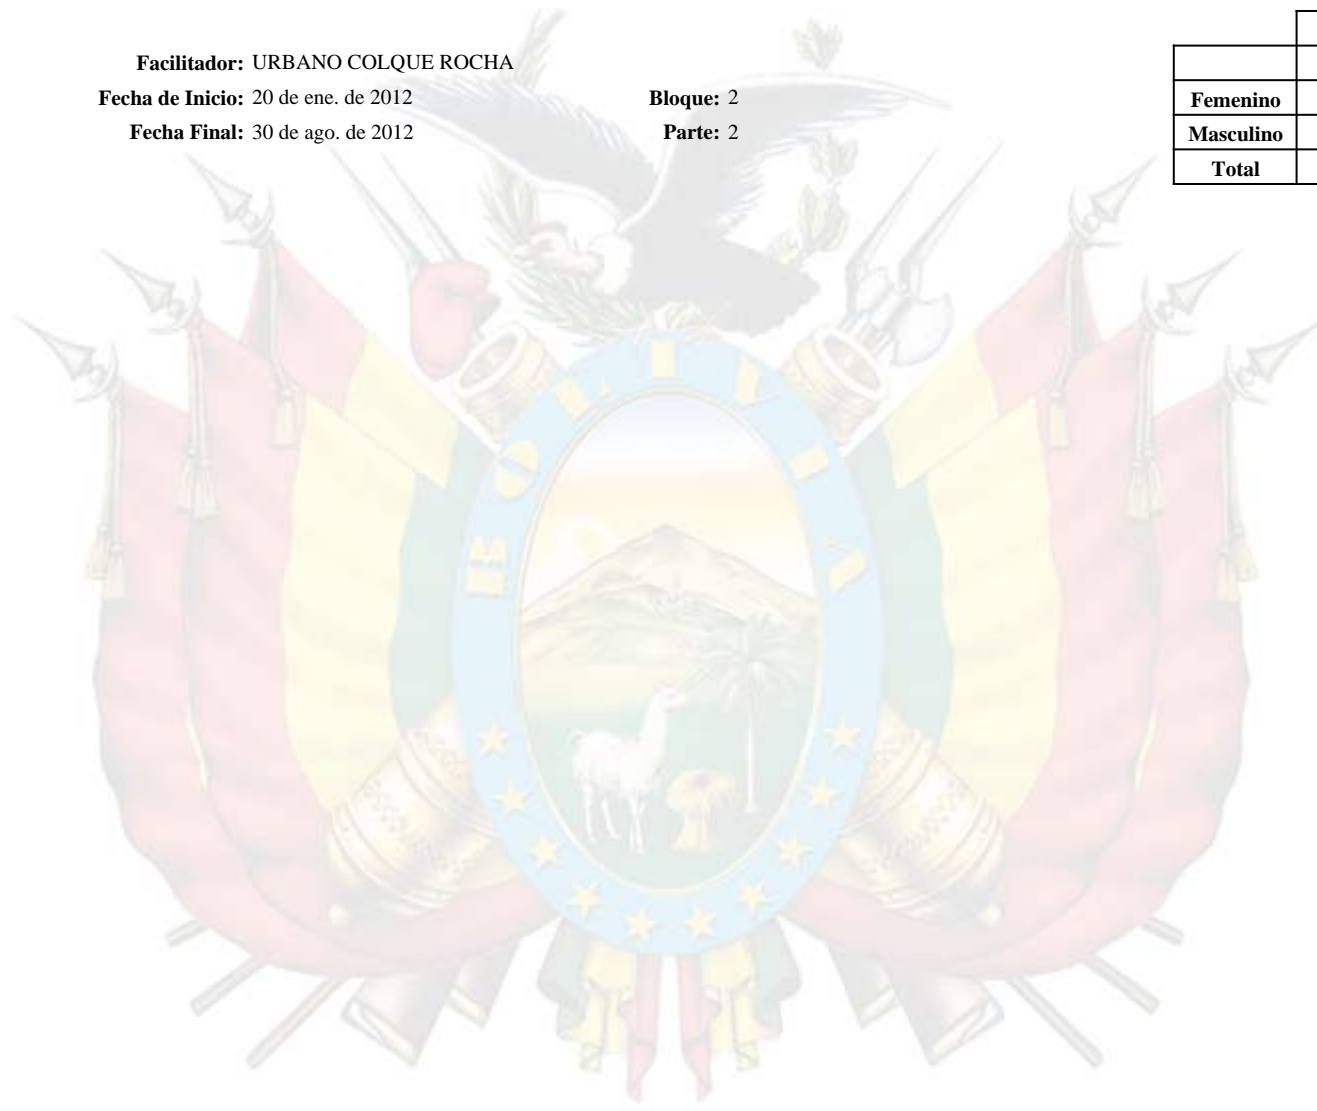 Facilitador: URBANO COLQUE ROCHA
Fecha de Inicio: 20 de ene. de 2012 Bloque: 2
Fecha Final: 30 de ago. de 2012 Parte: 2
Femenino
Masculino
Total
BOLIVIA